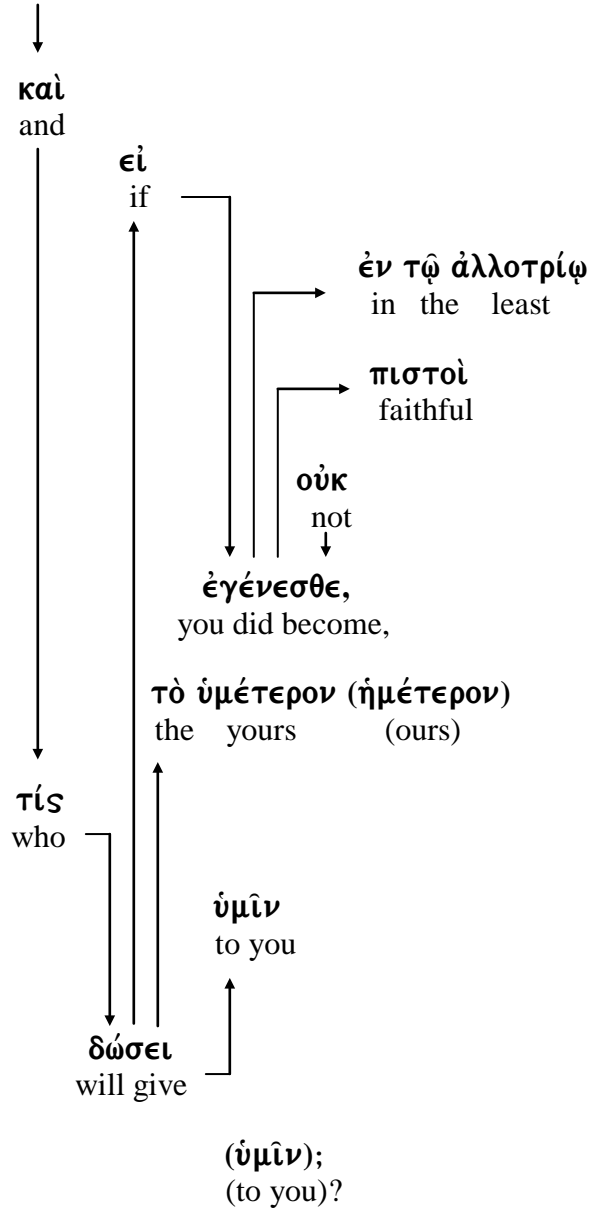 καὶ
and
εἰ
if
ἐν τῷ ἀλλοτρίῳ
in the least
πιστοὶ
faithful
οὐκ
not
ἐγένεσθε,
you did become,
τὸ ὑμέτερον (ἡμέτερον)
the yours (ours)
τίς
who
ὑμῖν
to you
δώσει
will give
(ὑμῖν);
(to you)?